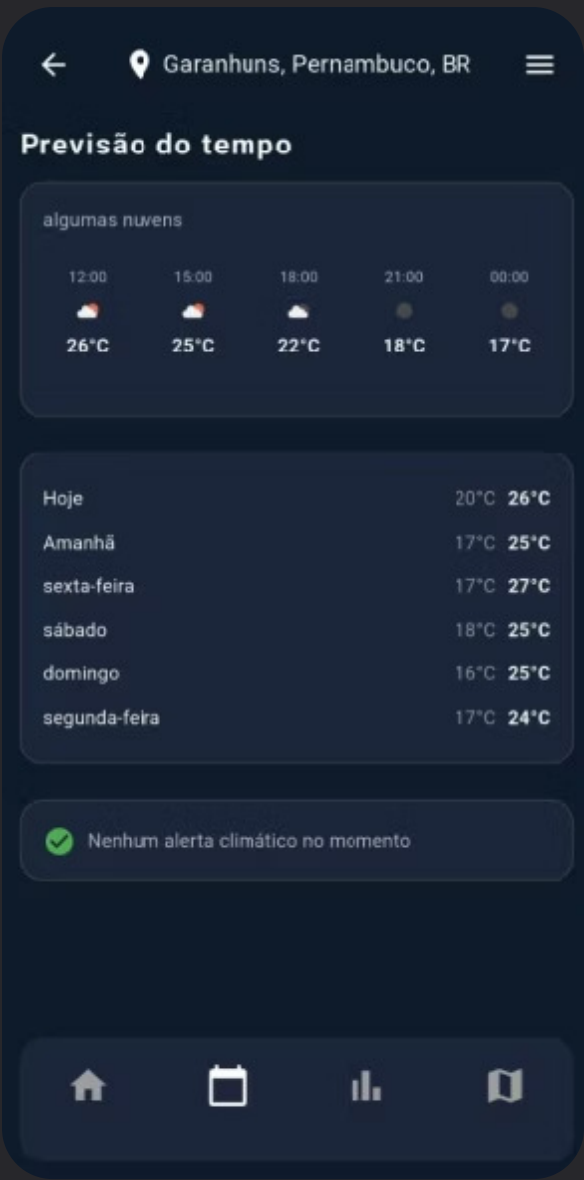 Garanhuns, Pernambuco, BR
Previsão do tempo
algumas nuvens
12:00 15:00 18:00 21:00 00:00
26°C 25°C 22°C 18°C 17°C
Hoje 20°C 26°C
Amanhã 17°C 25°C
sexta-feira 17°C 27°C
sábado 18°C 25°C
domingo 16°C 25°C
segunda-feira 17°C 24°C
Nenhum alerta climático no momento